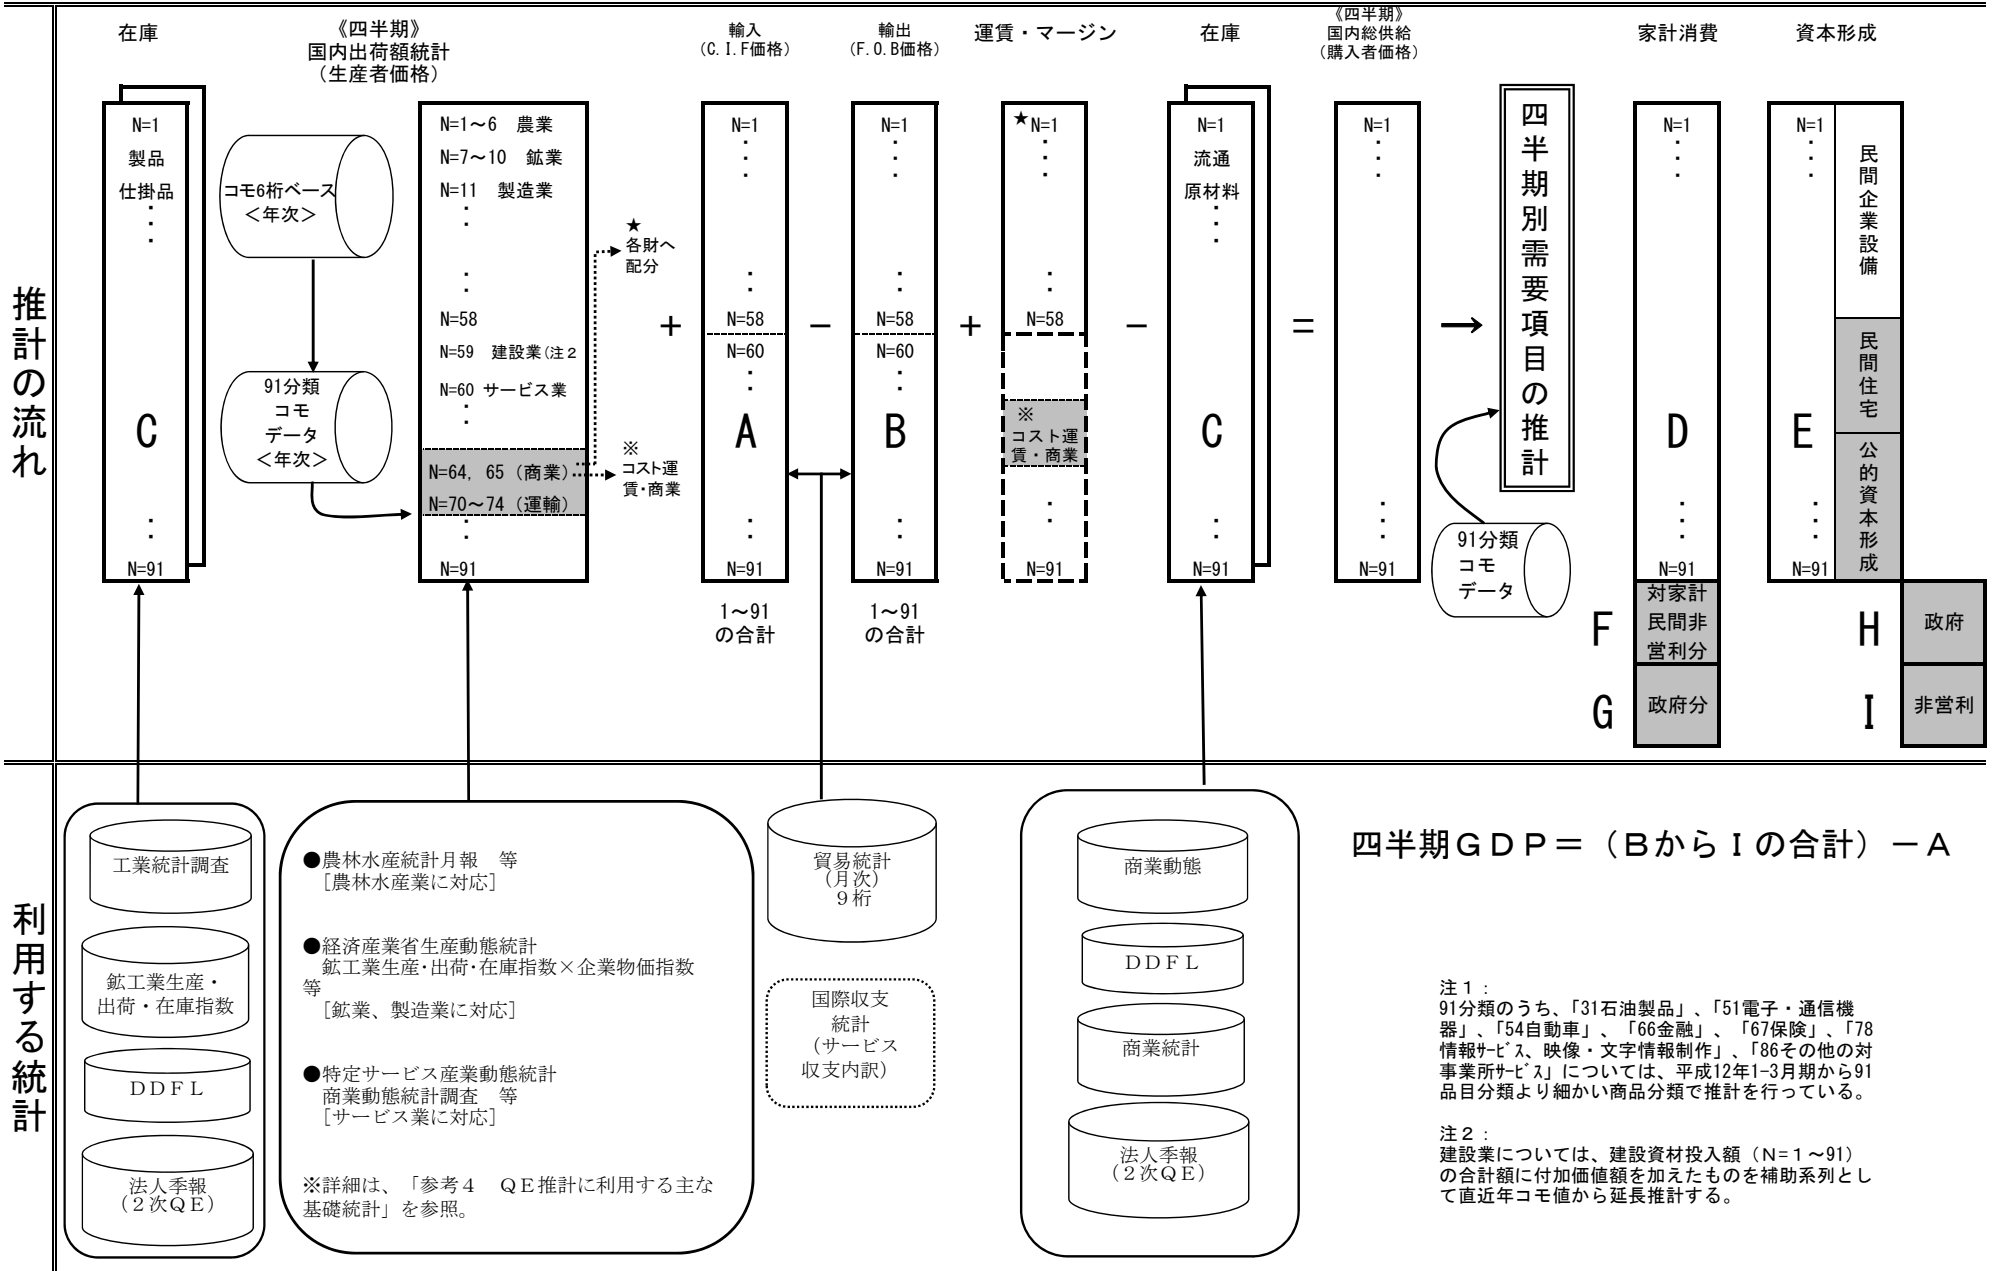 推計の流れ
在庫
《四半期》
国内出荷額統計
(生産者価格)
輸入
(C.I.F価格)
輸出
(F.O.B価格)
運賃・マージン
在庫
《四半期》
国内総供給
(購入者価格)
家計消費
資本形成
N=1
製品
仕掛品
・
・
・
C
・
・
N=91
コモ6桁ベース
＜年次＞
91分類
コモ
データ
＜年次＞
N=1～6 農業
N=7～10 鉱業
N=11 製造業
・
・
・
・
N=58
N=59 建設業(注２
N=60 サービス業
・
・
N=64, 65 (商業)
N=70～74 (運輸)
・
・
N=91
★
各財へ
配分
※
コスト運
賃・商業
＋
N=1
・
・
・
・
・
N=58
N=60
・
・
A
・
・
N=91
1～91
の合計
－
N=1
・
・
・
・
・
N=58
N=60
・
・
B
・
・
N=91
1～91
の合計
＋
★N=1
・
・
・
・
・
N=58
※
コスト運
賃・商業
・
・
N=91
－
N=1
流通
原材料
・
・
・
・
・
N=58
C
・
・
N=91
＝
N=1
・
・
・
・
・
・
N=91
→
四半期別需要項目の推計
91分類
コモ
データ
N=1
・
・
・
D
・
・
・
N=91
対家計
民間非
営利分
F
政府分
G
N=1
・
・
・
E
・
・
・
N=91
民間企業設備
民間住宅
公的資本形成
H
政府
I
非営利
利用する統計
工業統計調査
鉱工業生産・
出荷・在庫指数
ＤＤＦＬ
法人季報
(２次ＱＥ)
●農林水産統計月報 等
[農林水産業に対応]
●経済産業省生産動態統計
鉱工業生産・出荷・在庫指数×企業物価指数
等
[鉱業、製造業に対応]
●特定サービス産業動態統計
商業動態統計調査 等
[サービス業に対応]
※詳細は、「参考４ ＱＥ推計に利用する主な
基礎統計」を参照。
貿易統計
(月次)
９桁
国際収支
統計
(サービス
収支内訳)
商業動態
ＤＤＦＬ
商業統計
法人季報
(２次ＱＥ)
四半期ＧＤＰ＝（ＢからＩの合計）－Ａ
注１：
91分類のうち、「31石油製品」、「51電子・通信機
器」、「54自動車」、「66金融」、「67保険」、「78
情報ｻｰﾋﾞｽ、映像・文字情報制作」、「86その他の対
事業所ｻｰﾋﾞｽ」については、平成12年1-3月期から91
品目分類より細かい商品分類で推計を行っている。
注２：
建設業については、建設資材投入額（N=１～91）
の合計額に付加価値額を加えたものを補助系列とし
て直近年コモ値から延長推計する。